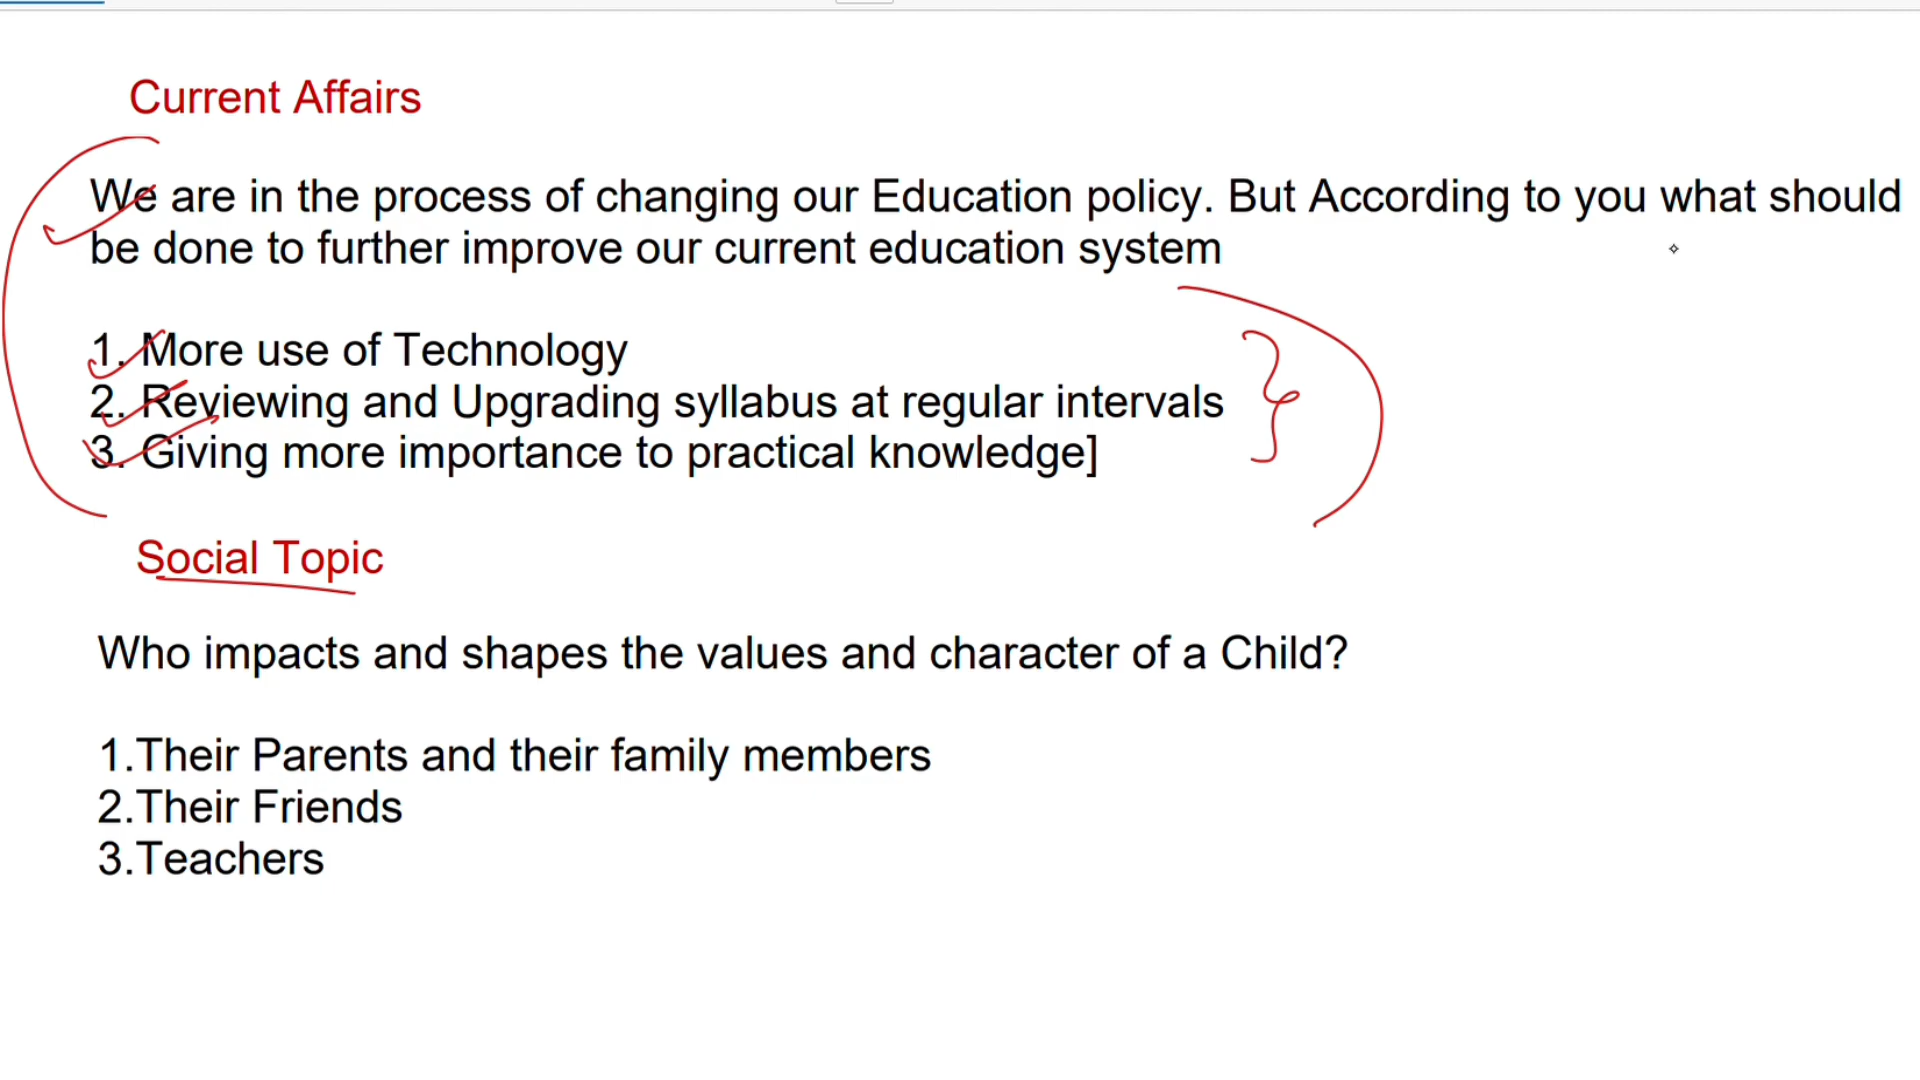 Current Affairs
We are in the process of changing our Education policy. But According to you what should
be done to further improve our current education system
1. More use of Technology
2. Reviewing and Upgrading syllabus at regular intervals
3. Giving more importance to practical knowledge]
Social Topic
Who impacts and shapes the values and character of a Child?
1.Their Parents and their family members
2.Their Friends
3.Teachers